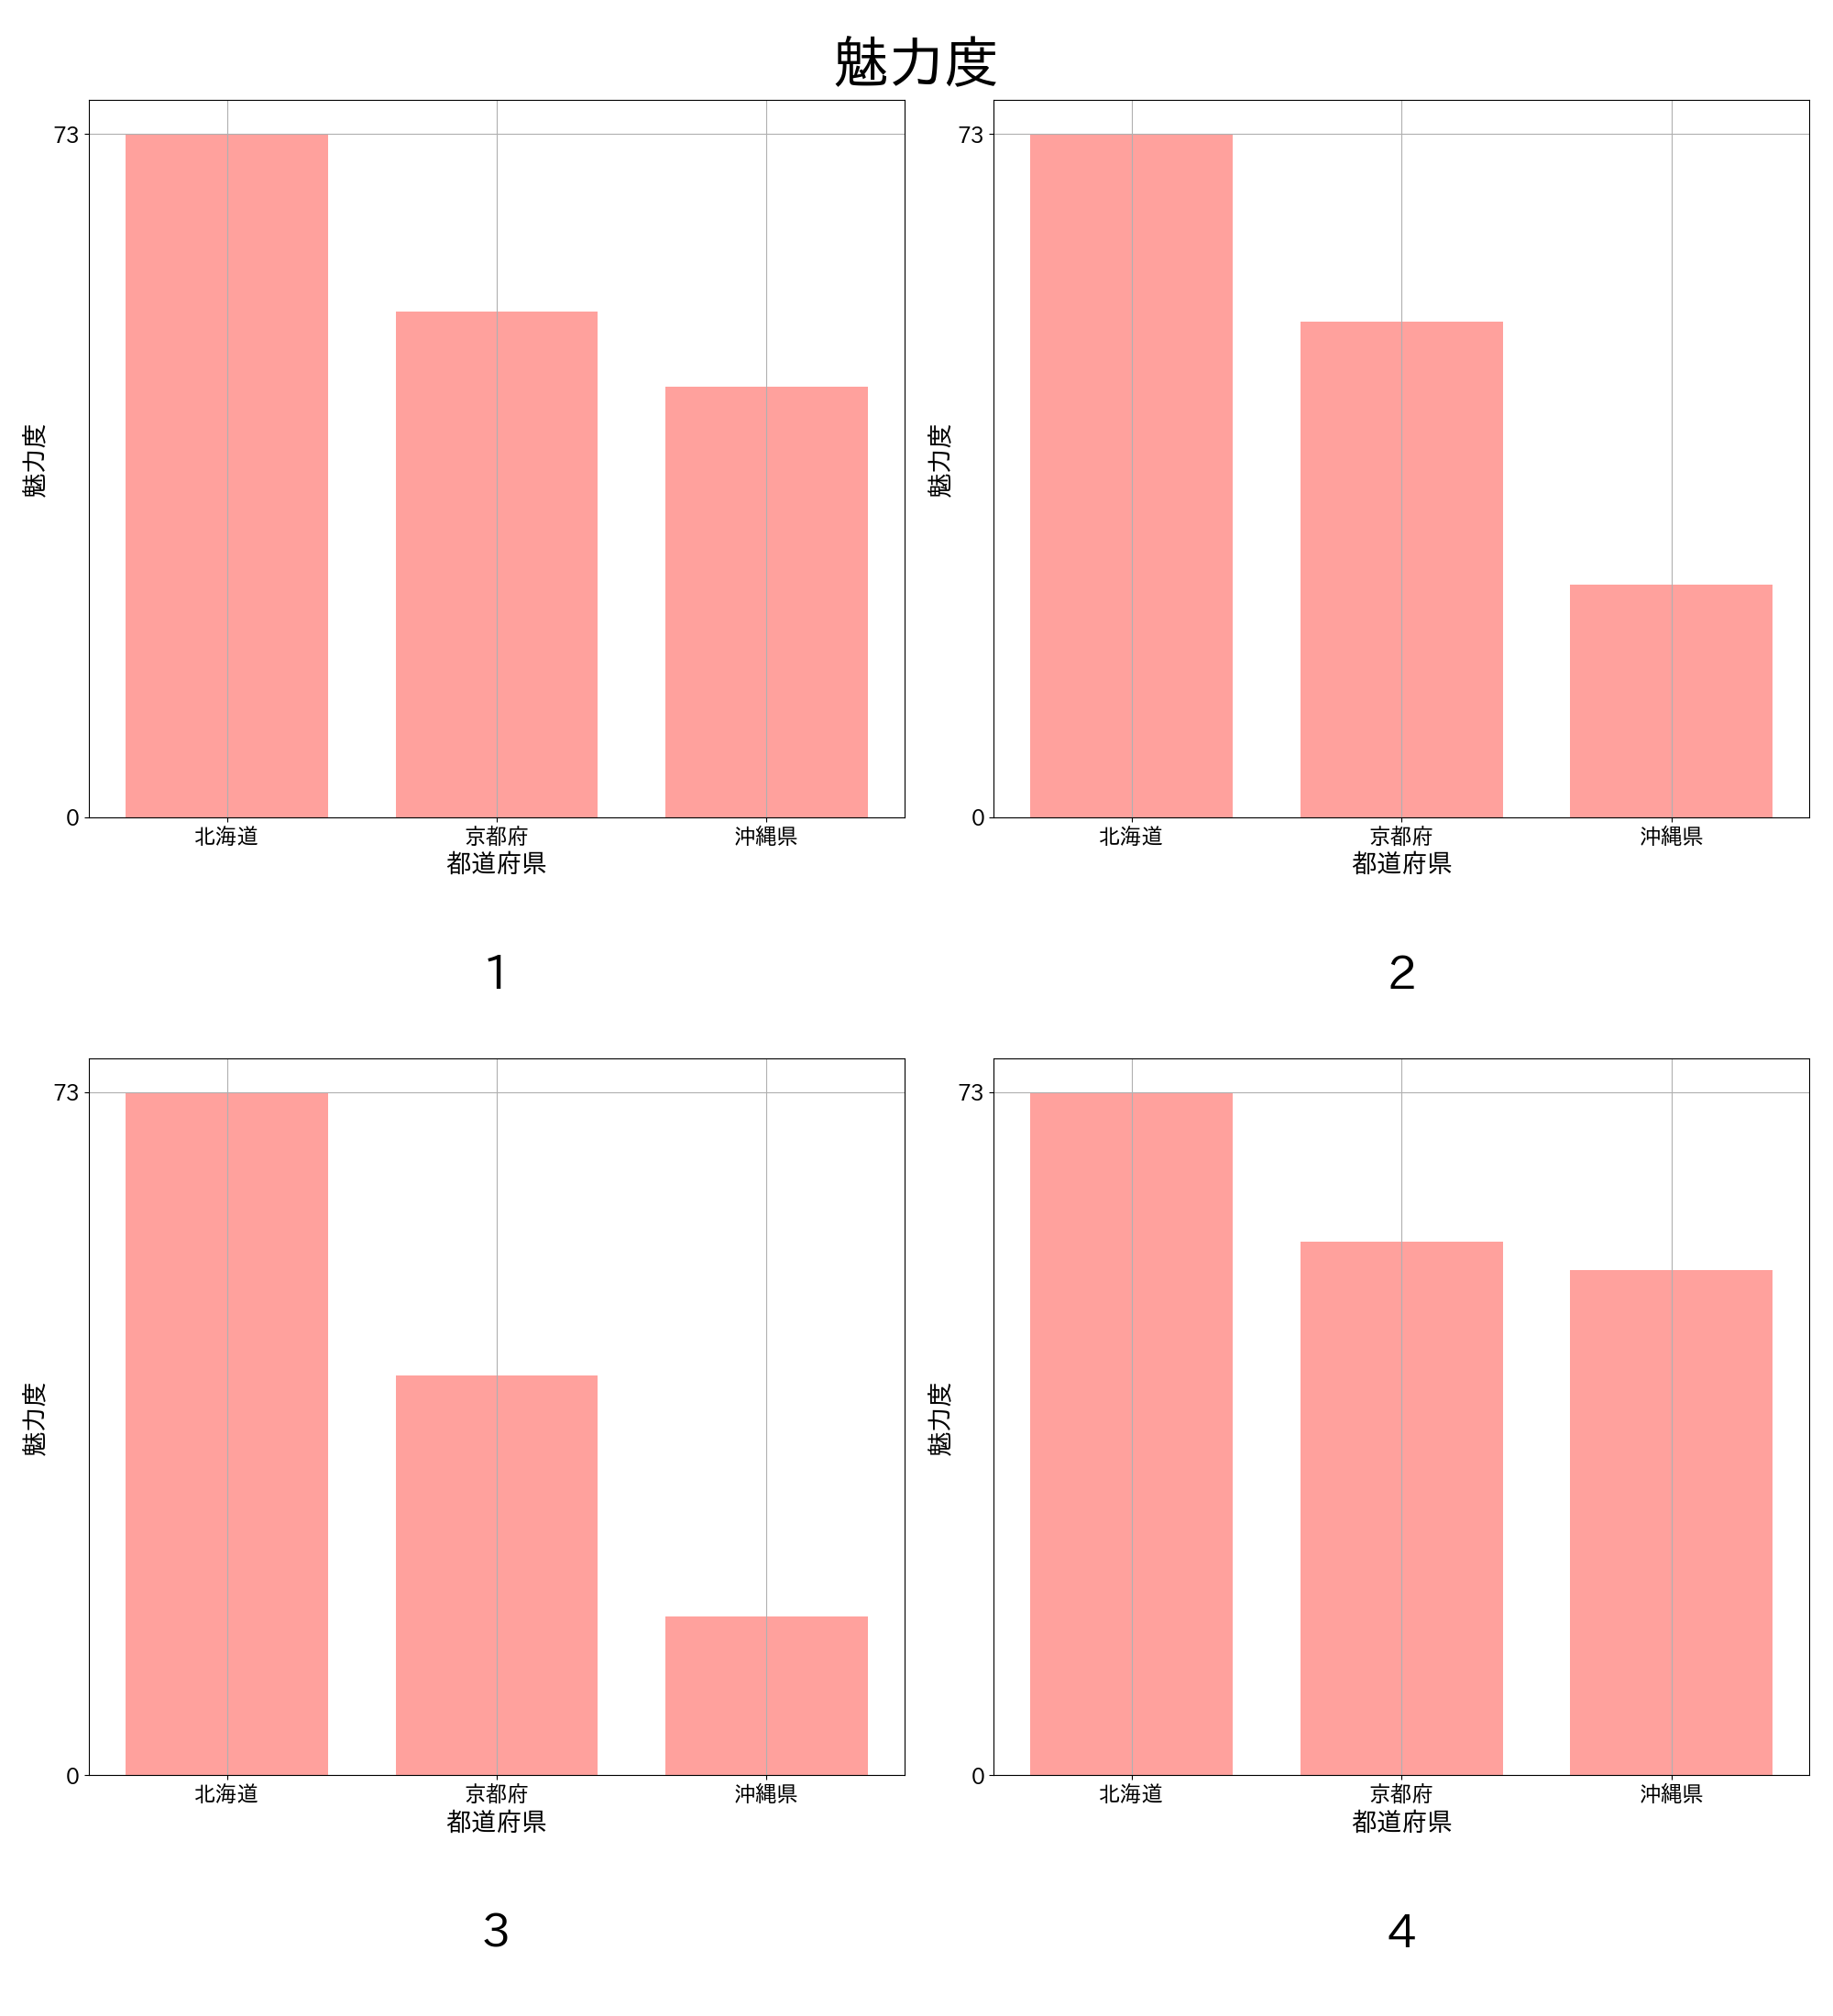 魅力度
73
0
魅力度
北海道 京都府 沖縄県
都道府県
1
73
0
魅力度
北海道 京都府 沖縄県
都道府県
2
73
0
魅力度
北海道 京都府 沖縄県
都道府県
3
73
0
魅力度
北海道 京都府 沖縄県
都道府県
4